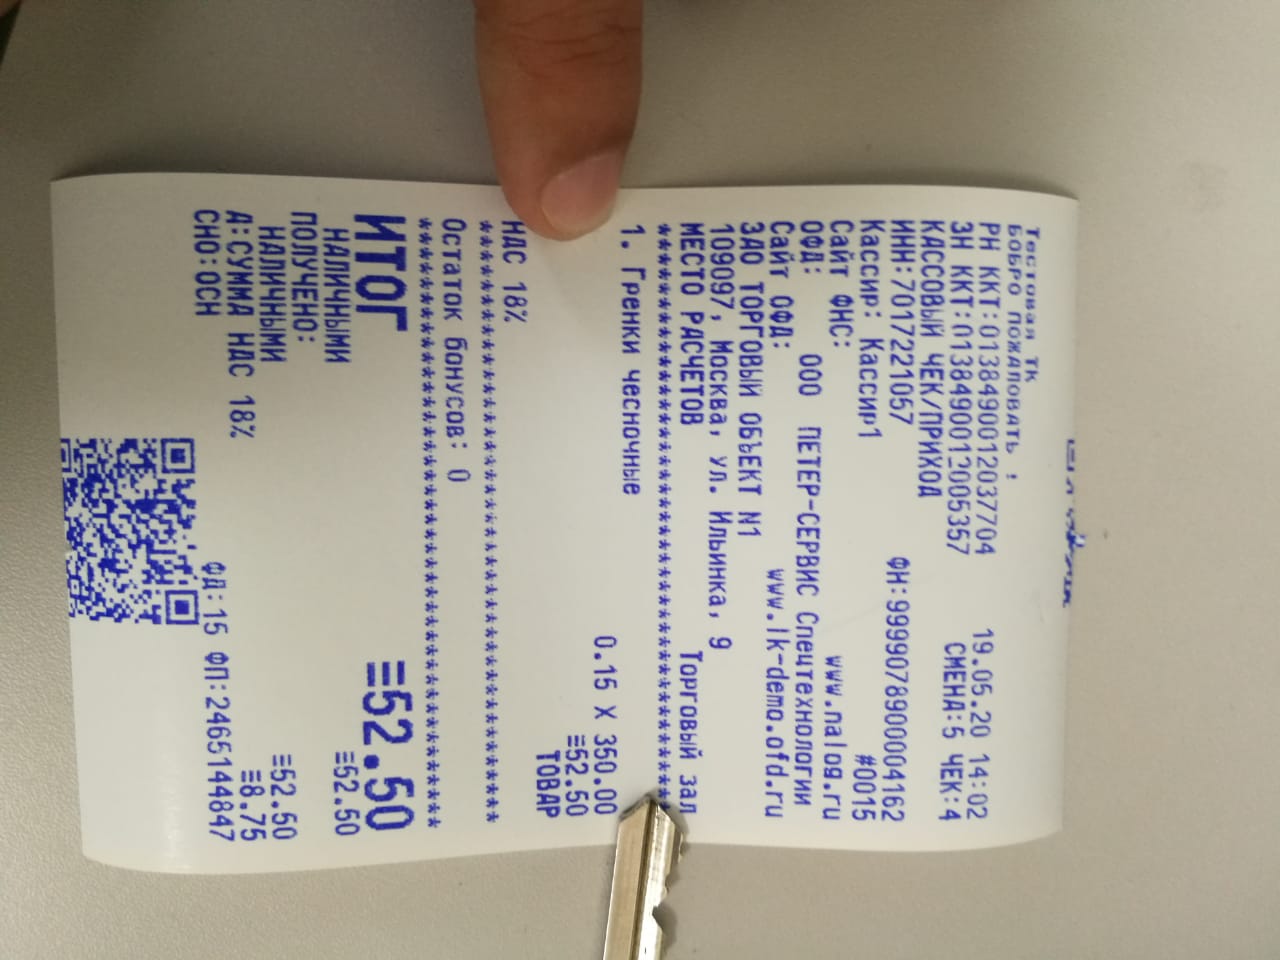 Тестовая ТК
БОБРО ПОЖАЛОВАТЬ !
РН ККТ:0138490012037704 19.05.20 14:02
ЗН ККТ:0138490012005357 СМЕНА:5 ЧЕК:4
КАССОВЫЙ ЧЕК/ПРИХОД
ИНН:7017221057 ФН:9999078900004162
Кассир: Кассир1 #0015
Сайт ФНС: www.nalog.ru
ОФД: ООО ПЕТЕР-СЕРВИС Спецтехнологии
Сайт ОФД: www.lk-demo.ofd.ru
ЗАО ТОРГОВЫЙ ОБЪЕКТ N1
109097, Москва, ул. Ильинка, 9
МЕСТО РАСЧЕТОВ Торговый зал
******************************************
1. Гренки чесночные
0.15 X 350.00
≡52.50
НДС 18% ТОВАР
******************************************
Остаток бонусов: 0
******************************************
ИТОГ ≡52.50
НАЛИЧНЫМИ ≡52.50
ПОЛУЧЕНО:
НАЛИЧНЫМИ ≡52.50
А:СУММА НДС 18% ≡8.75
СНО:ОСН ФД:15 ФП:2465144847